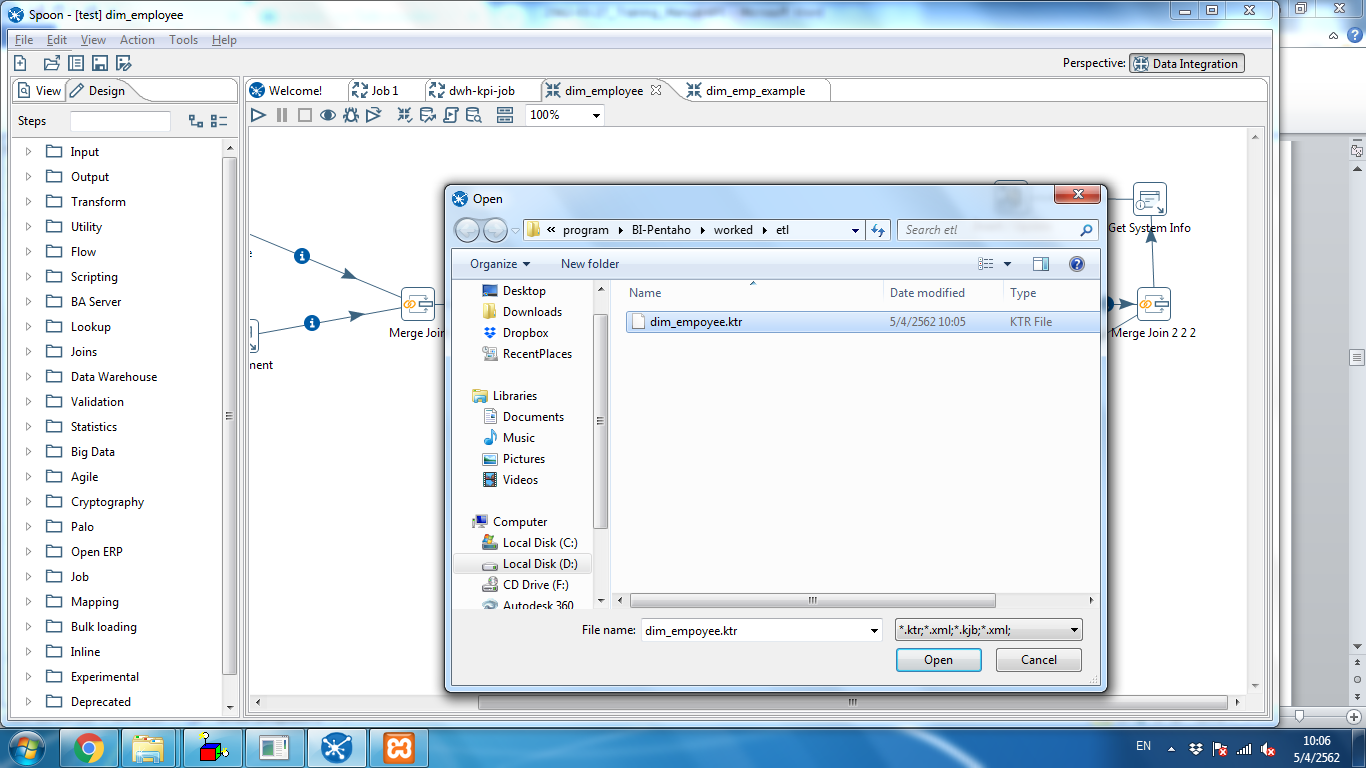 Spoon - [test] dim_employee
File Edit View Action Tools Help
Perspective: Data Integration
View Design
Welcome! Job 1 dwh-kpi-job dim_employee dim_emp_example
Steps
100%
Input
Output
Transform
Utility
Flow
Scripting
BA Server
Lookup
Joins
Data Warehouse
Validation
Statistics
Big Data
Agile
Cryptography
Palo
Open ERP
Job
Mapping
Bulk loading
Inline
Experimental
Deprecated
e
ment
Merge Join
Get System Info
Merge Join 2 2 2
Open
« program BI-Pentaho worked etl
Search etl
Organize New folder
Desktop
Downloads
Dropbox
RecentPlaces
Libraries
Documents
Music
Pictures
Videos
Computer
Local Disk (C:)
Local Disk (D:)
CD Drive (F:)
Autodesk 360
Name Date modified Type
dim_empoyee.ktr 5/4/2562 10:05 KTR File
File name: dim_empoyee.ktr *.ktr;*.xml;*.kjb;*.xml;
Open Cancel
EN
10:06
5/4/2562